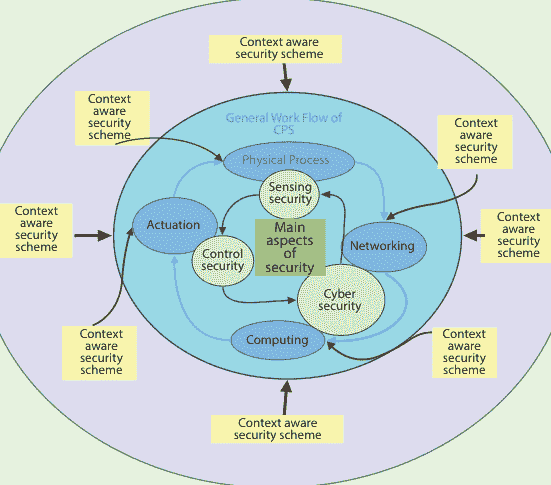 Context aware
security scheme
Context
aware
security
scheme
General Work Flow of
CPS
Context
aware
security
scheme
Physical Process
Sensing
security
Context
aware
security
scheme
Actuation
Main
aspects
of
security
Networking
Context
aware
security
scheme
Control
security
Cyber
security
Context
aware
security
scheme
Computing
Context
aware
security
scheme
Context aware
security scheme